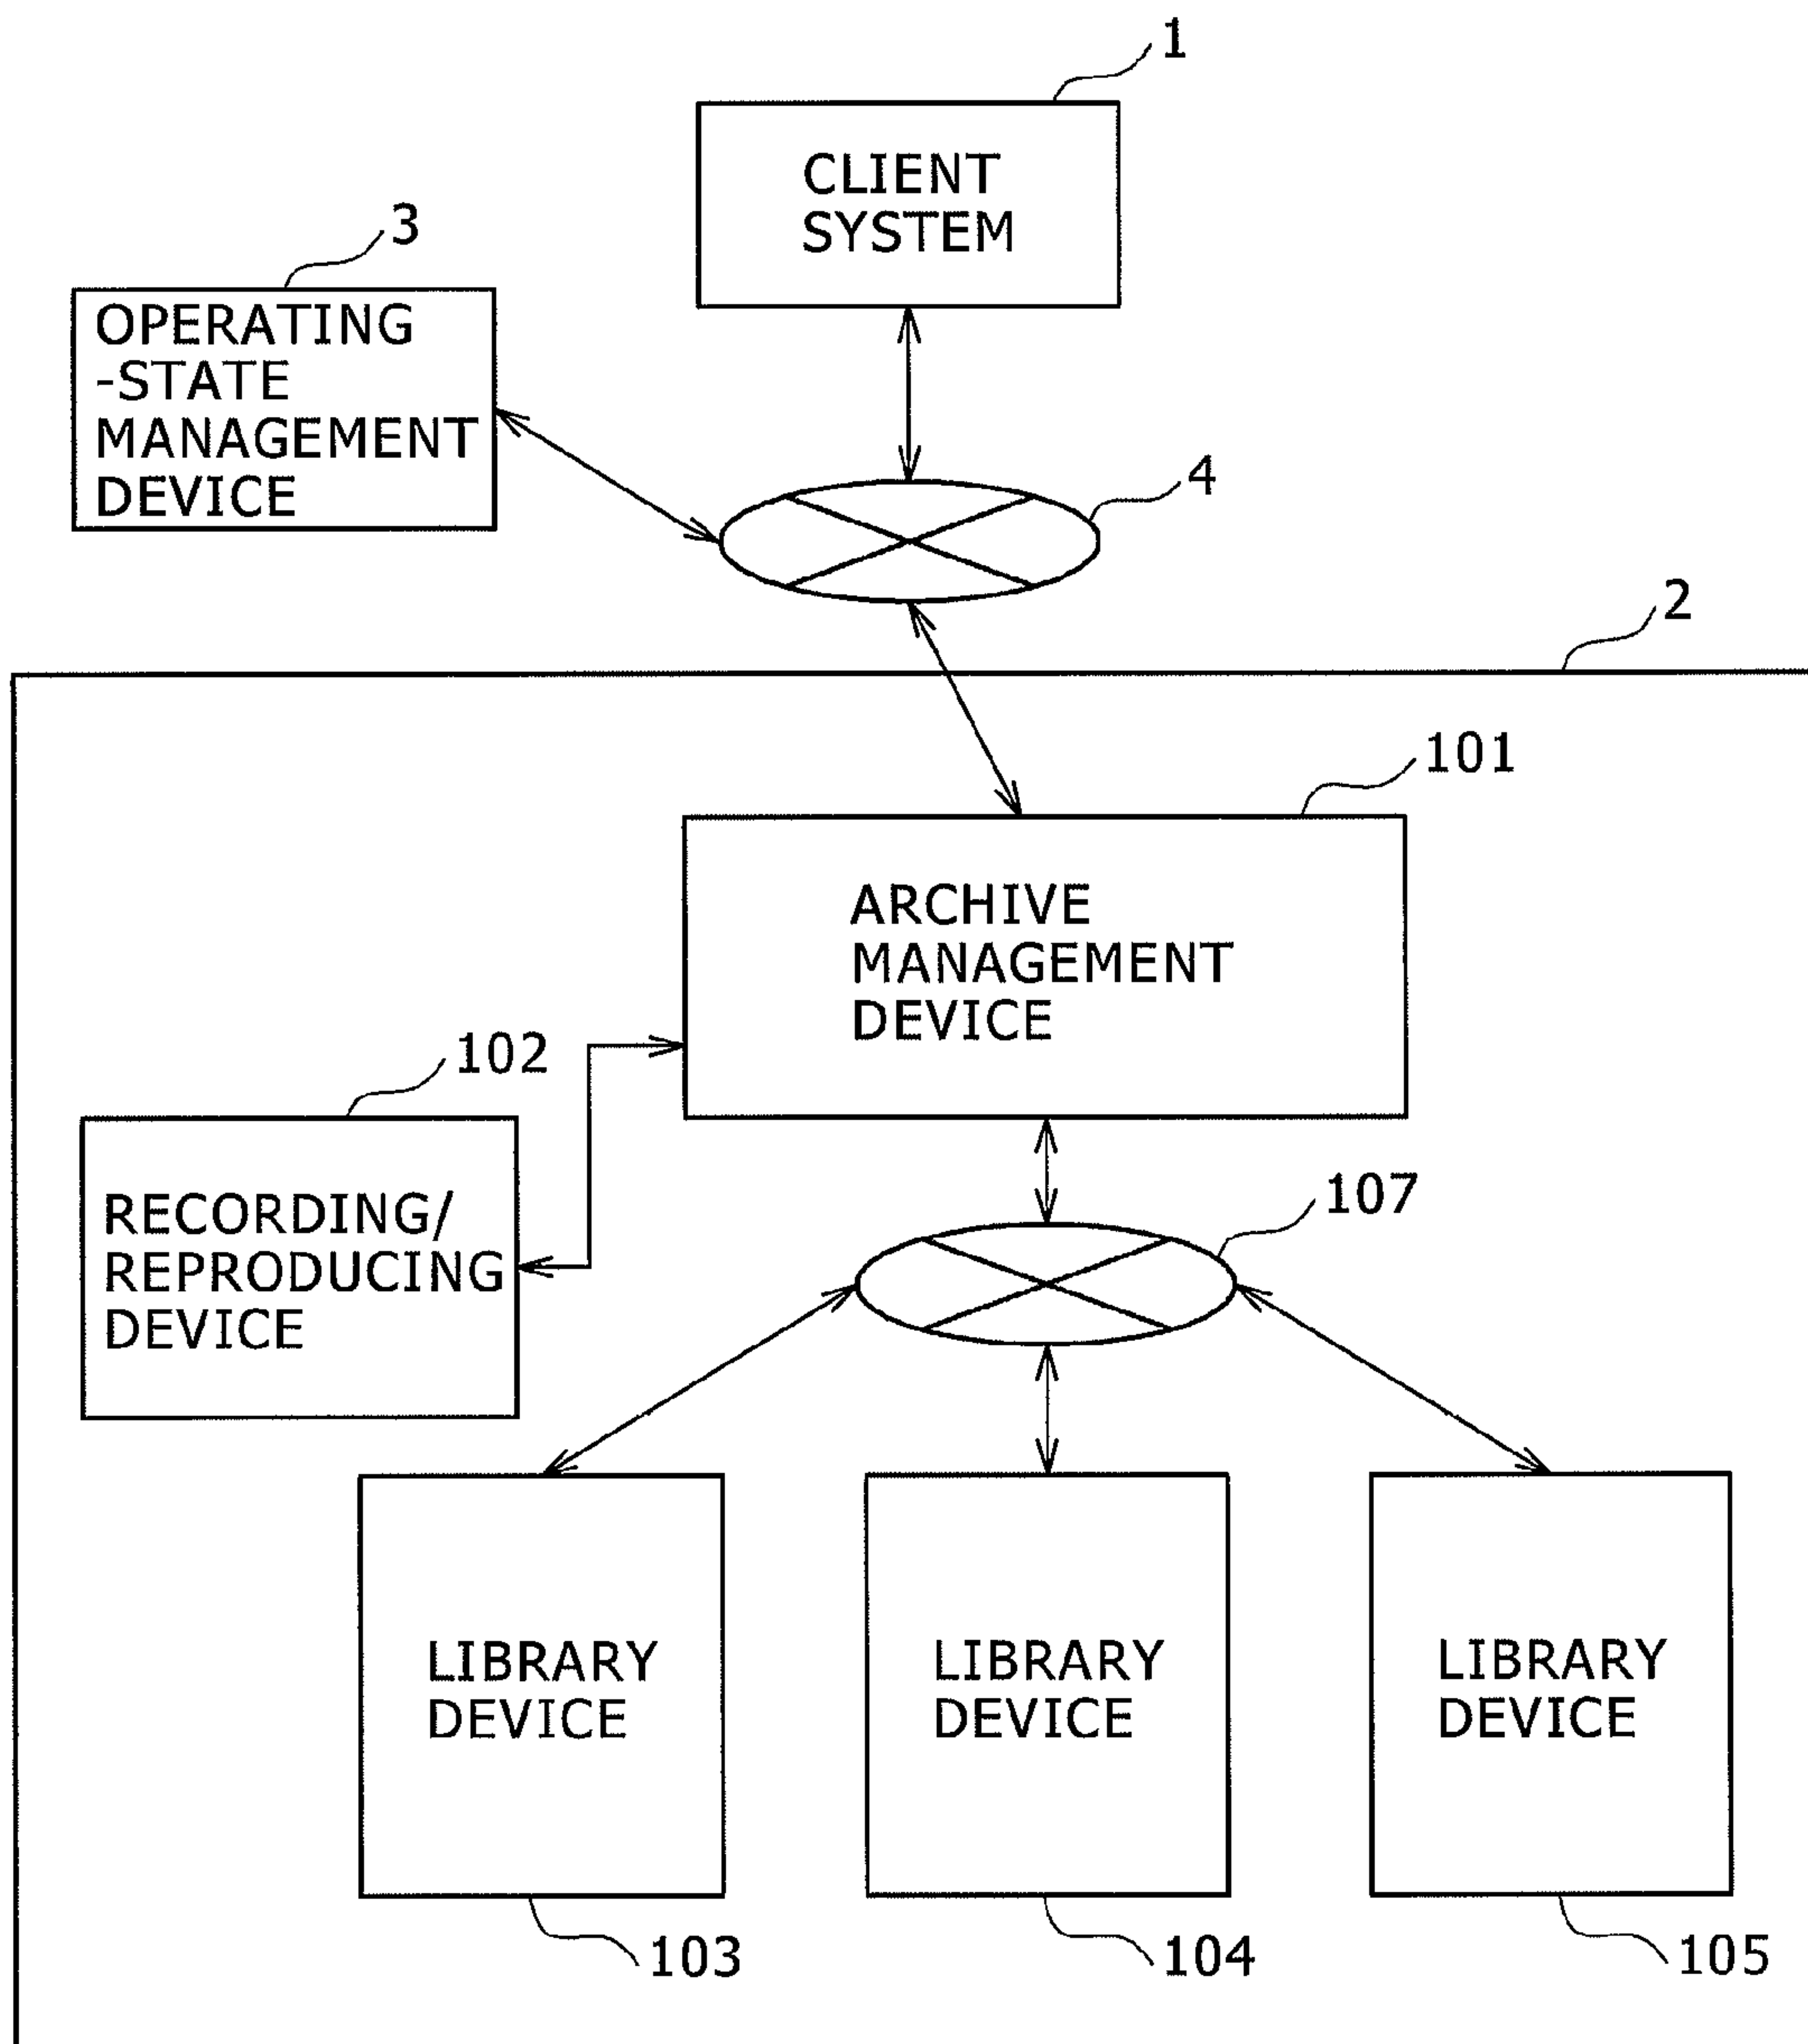 1
CLIENT
SYSTEM
3
OPERATING
-STATE
MANAGEMENT
DEVICE
4
2
101
ARCHIVE
MANAGEMENT
DEVICE
102
RECORDING/
REPRODUCING
DEVICE
107
LIBRARY
DEVICE
LIBRARY
DEVICE
LIBRARY
DEVICE
103
104
105